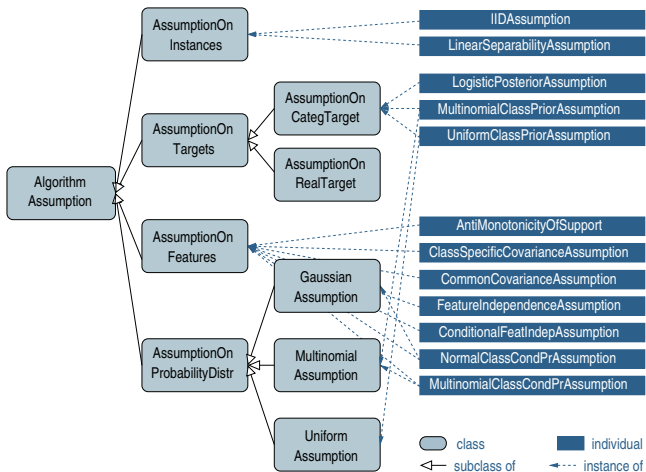 AssumptionOn
Instances
IIDAssumption
LinearSeparabilityAssumption
AssumptionOn
CategTarget
LogisticPosteriorAssumption
MultinomialClassPriorAssumption
UniformClassPriorAssumption
AssumptionOn
Targets
AssumptionOn
RealTarget
Algorithm
Assumption
AssumptionOn
Features
AntiMonotonicityOfSupport
ClassSpecificCovarianceAssumption
CommonCovarianceAssumption
FeatureIndependenceAssumption
ConditionalFeatIndepAssumption
NormalClassCondPrAssumption
MultinomialClassCondPrAssumption
Gaussian
Assumption
AssumptionOn
ProbabilityDistr
Multinomial
Assumption
Uniform
Assumption
class
individual
subclass of
instance of